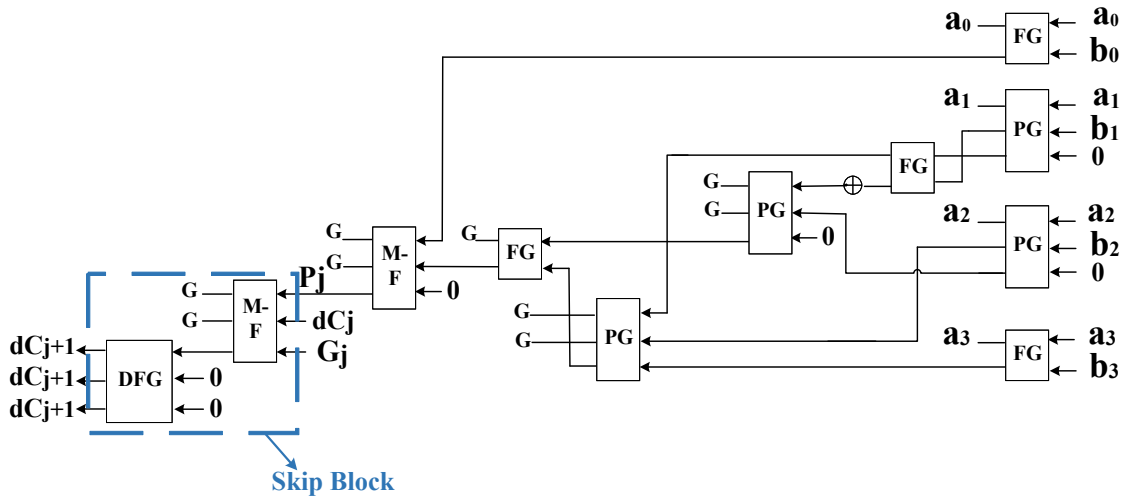 a₀ FG a₀
b₀
a₁ PG a₁
b₁
0
FG
G PG
G
0
a₂ PG a₂
b₂
0
G M-F
G
0
G FG
Pj
G M-F dCj
G Gj
G PG
G
a₃ FG a₃
b₃
dCj+1 DFG
dCj+1 0
dCj+1 0
Skip Block